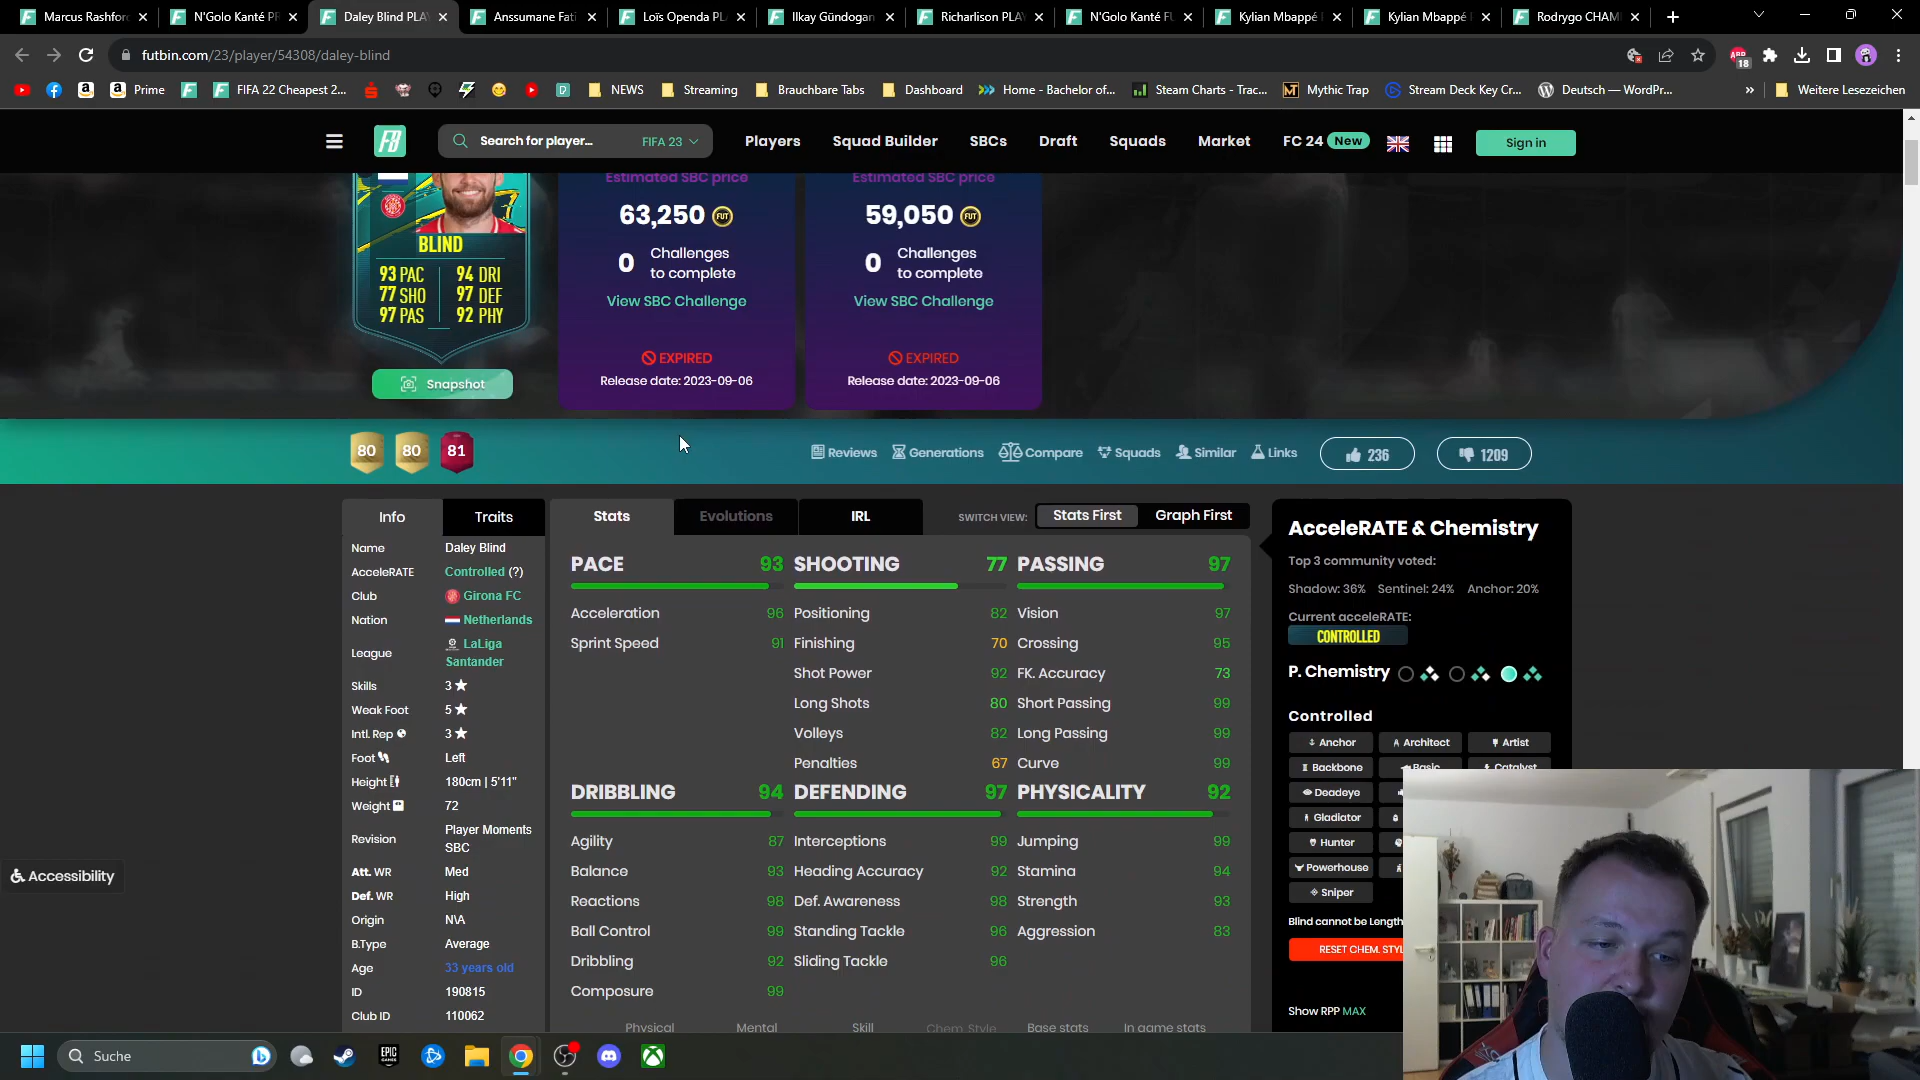 Marcus Rashfor
N'Golo Kanté PR
Daley Blind PLAY
Anssumane Fati
Loïs Openda PL
Ilkay Gündogan
Richarlison PLAY
N'Golo Kanté FU
Kylian Mbappé
Kylian Mbappé
Rodrygo CHAM
futbin.com/23/player/54308/daley-blind
18
Prime
FIFA 22 Cheapest 2...
NEWS
Streaming
Brauchbare Tabs
Dashboard
Home - Bachelor of...
Steam Charts - Trac...
Mythic Trap
Stream Deck Key Cr...
Deutsch — WordPr...
»
Weitere Lesezeichen
FB
Search for player...
FIFA 23
Players
Squad Builder
SBCs
Draft
Squads
Market
FC 24 New
Sign in
BLIND
93 PAC 94 DRI
77 SHO 97 DEF
97 PAS 92 PHY
Snapshot
Estimated SBC price
63,250 FUT
0 Challenges to complete
View SBC Challenge
EXPIRED
Release date: 2023-09-06
Estimated SBC price
59,050 FUT
0 Challenges to complete
View SBC Challenge
EXPIRED
Release date: 2023-09-06
80 80 81
Reviews
Generations
Compare
Squads
Similar
Links
236
1209
Info
Traits
Name Daley Blind
AcceleRATE Controlled (?)
Club Girona FC
Nation Netherlands
League LaLiga Santander
Skills 3
Weak Foot 5
Intl. Rep 3
Foot Left
Height 180cm | 5'11"
Weight 72
Revision Player Moments SBC
Att. WR Med
Def. WR High
Origin N\A
B.Type Average
Age 33 years old
ID 190815
Club ID 110062
Stats
Evolutions
IRL
SWITCH VIEW:
Stats First
Graph First
PACE 93
Acceleration 96
Sprint Speed 91
SHOOTING 77
Positioning 82
Finishing 70
Shot Power 92
Long Shots 80
Volleys 82
Penalties 67
PASSING 97
Vision 97
Crossing 95
FK. Accuracy 73
Short Passing 99
Long Passing 99
Curve 99
DRIBBLING 94
Agility 87
Balance 93
Reactions 98
Ball Control 99
Dribbling 92
Composure 99
DEFENDING 97
Interceptions 99
Heading Accuracy 92
Def. Awareness 98
Standing Tackle 96
Sliding Tackle 96
PHYSICALITY 92
Jumping 99
Stamina 94
Strength 93
Aggression 83
Physical
Mental
Skill
Chem. Style
Base stats
In game stats
AcceleRATE & Chemistry
Top 3 community voted:
Shadow: 36% Sentinel: 24% Anchor: 20%
Current acceleRATE:
CONTROLLED
P. Chemistry
Controlled
Anchor
Architect
Artist
Backbone
Basic
Catalyst
Deadeye
Gladiator
Hunter
Powerhouse
Sniper
Blind cannot be Length
RESET CHEM. STYL
Show RPP MAX
Accessibility
Suche
EPIC GAMES